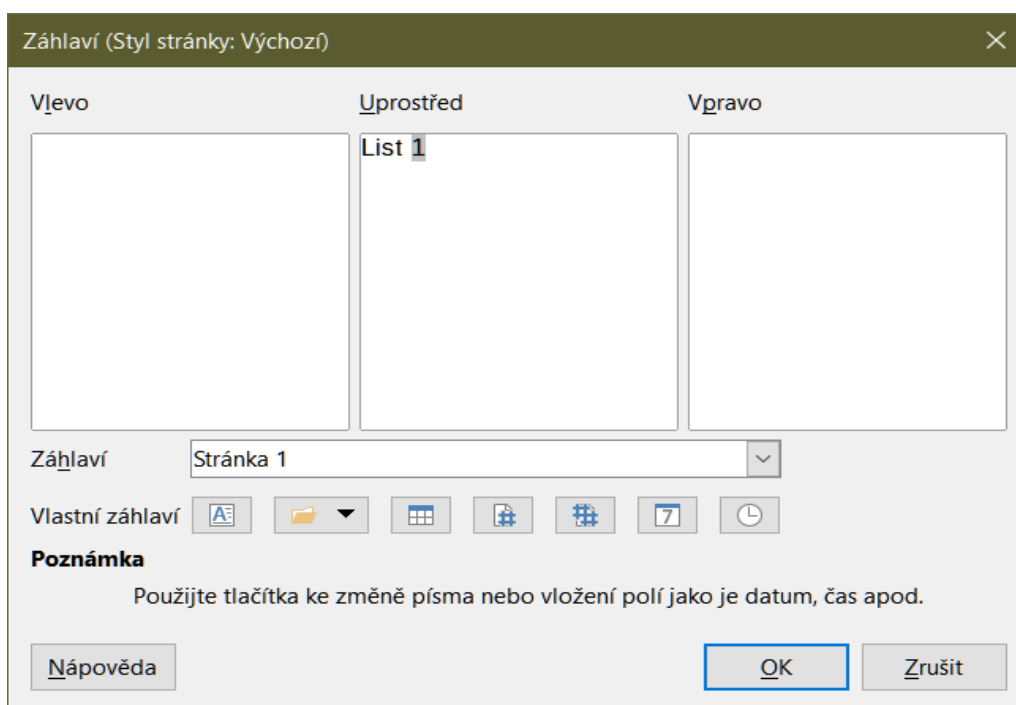 Záhlaví (Styl stránky: Výchozí)
Vlevo Uprostřed Vpravo
List 1
Záhlaví Stránka 1
Vlastní záhlaví
Poznámka
Použijte tlačítka ke změně písma nebo vložení polí jako je datum, čas apod.
Nápověda OK Zrušit